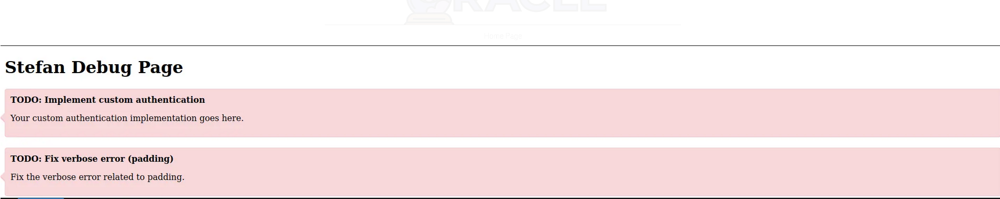 ORACLE
Home Page
Stefan Debug Page
TODO: Implement custom authentication
Your custom authentication implementation goes here.
TODO: Fix verbose error (padding)
Fix the verbose error related to padding.